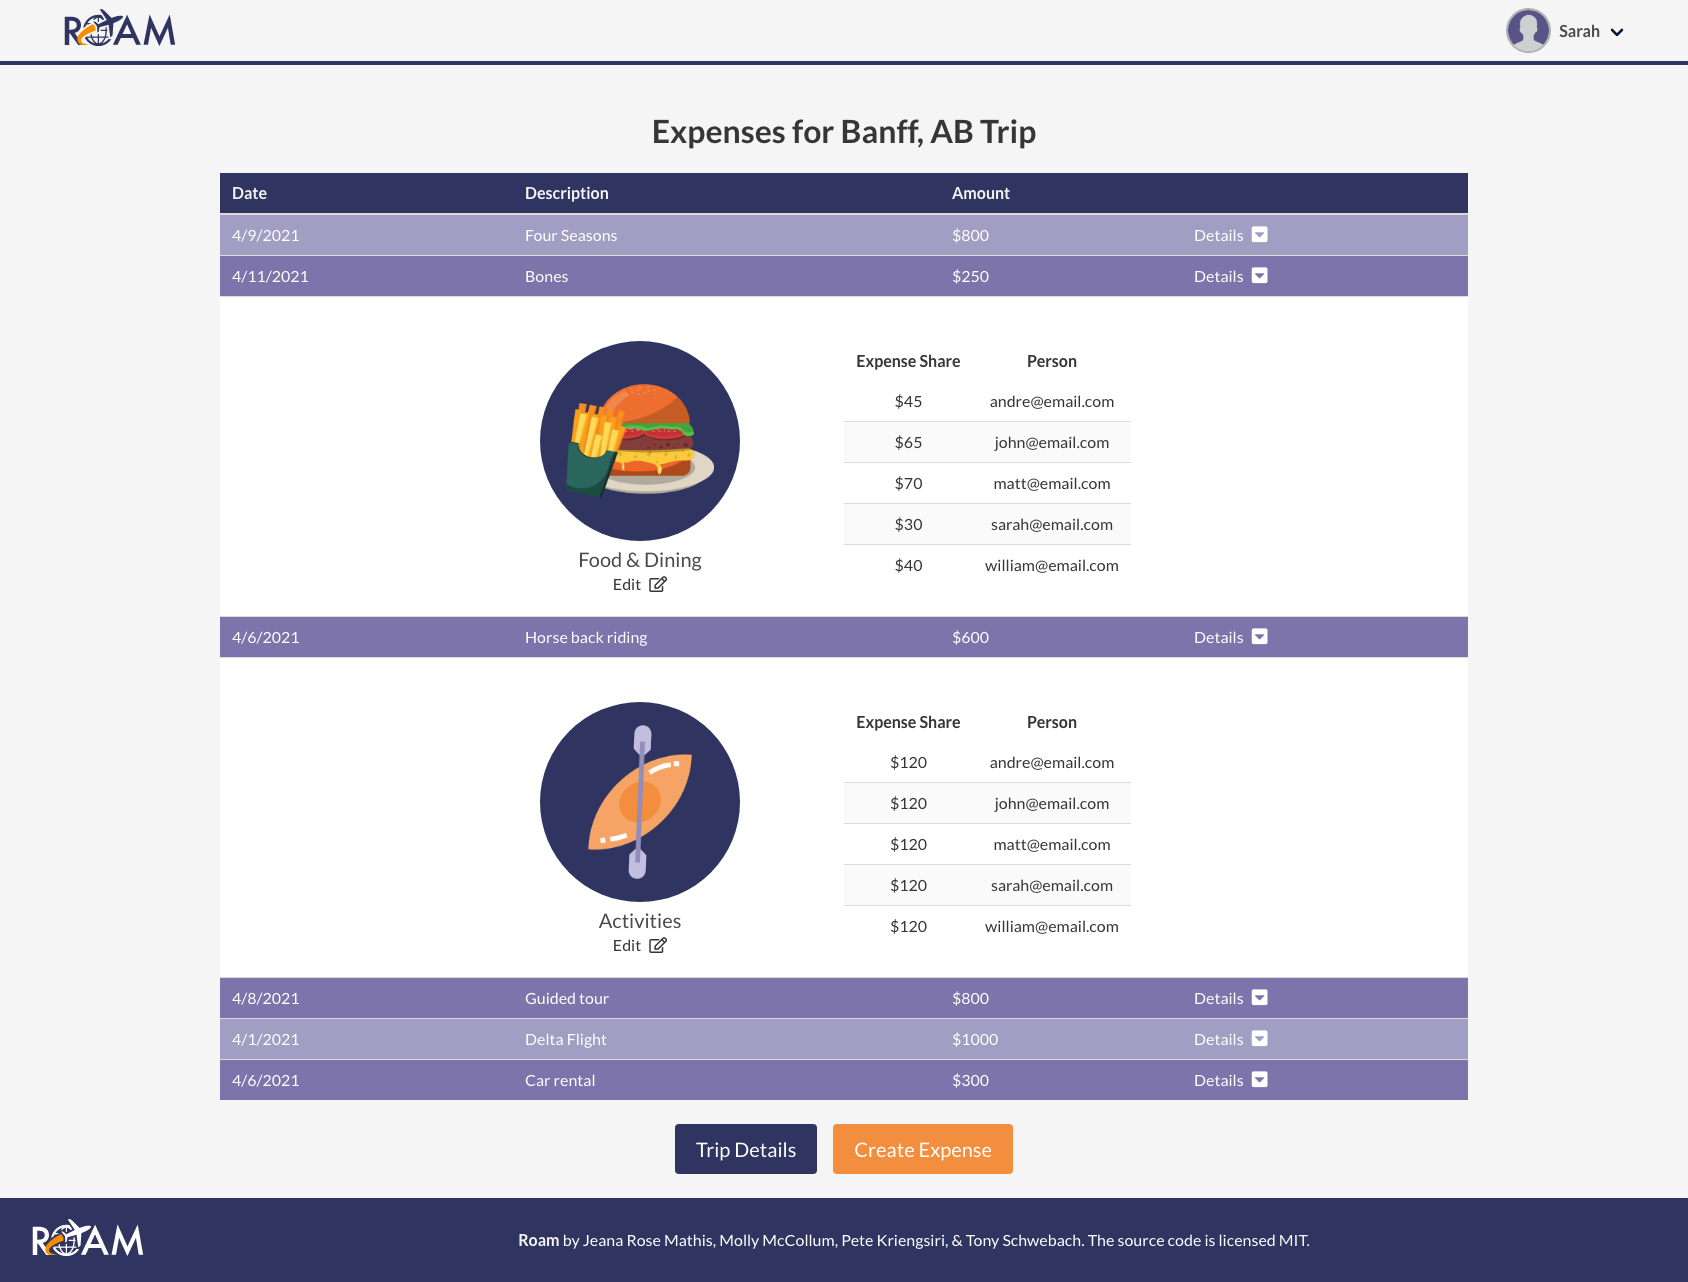 ROAM
Sarah
Expenses for Banff, AB Trip
Date Description Amount
4/9/2021 Four Seasons $800 Details
4/11/2021 Bones $250 Details
Expense Share Person
$45 andre@email.com
$65 john@email.com
$70 matt@email.com
$30 sarah@email.com
$40 william@email.com
Food & Dining
Edit
4/6/2021 Horse back riding $600 Details
Expense Share Person
$120 andre@email.com
$120 john@email.com
$120 matt@email.com
$120 sarah@email.com
$120 william@email.com
Activities
Edit
4/8/2021 Guided tour $800 Details
4/1/2021 Delta Flight $1000 Details
4/6/2021 Car rental $300 Details
Trip Details Create Expense
ROAM
Roam by Jeana Rose Mathis, Molly McCollum, Pete Kriengsiri, & Tony Schwebach. The source code is licensed MIT.